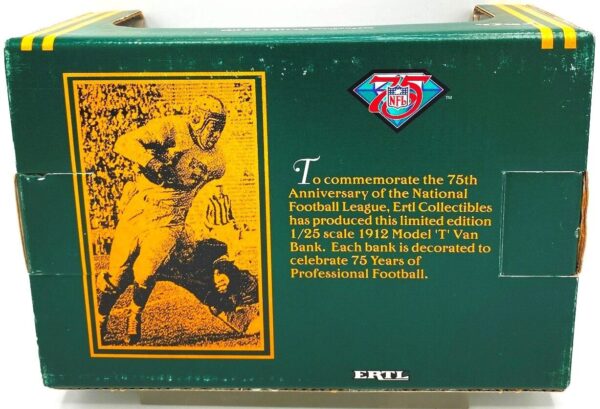 75
NFL
TM
To commemorate the 75th
Anniversary of the National
Football League, Ertl Collectibles
has produced this limited edition
1/25 scale 1912 Model 'T' Van
Bank. Each bank is decorated to
celebrate 75 Years of
Professional Football.
ERTL